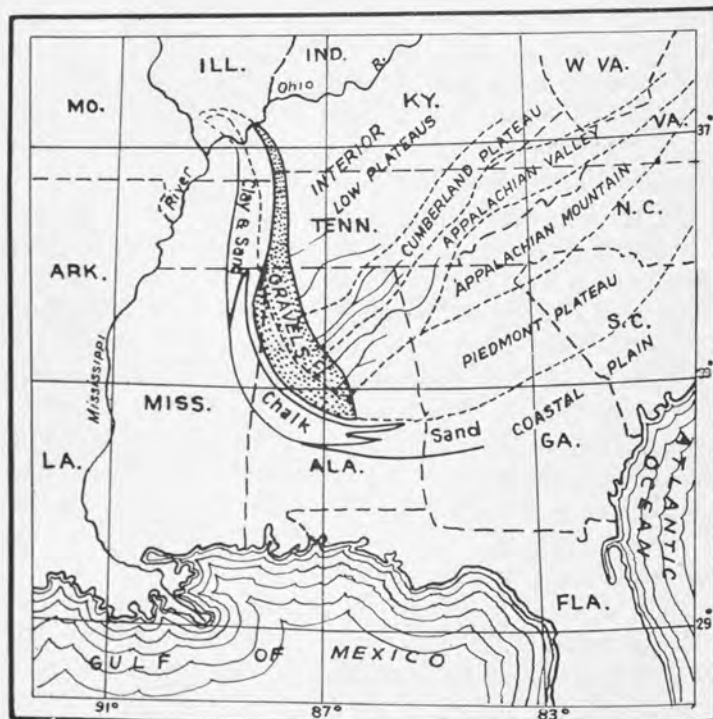 ILL.
IND.
Ohio R.
MO.
KY.
W VA.
37°
VA.
INTERIOR
LOW PLATEAUS
CUMBERLAND PLATEAU
APPALACHIAN VALLEY
APPALACHIAN MOUNTAIN
River
Clay & Sand
TENN.
N.C.
ARK.
GRAVELS
PIEDMONT PLATEAU
S.C.
Mississippi
MISS.
Chalk
Sand
COASTAL PLAIN
LA.
ALA.
GA.
ATLANTIC
OCEAN
FLA.
29°
GULF OF MEXICO
91°
87°
83°